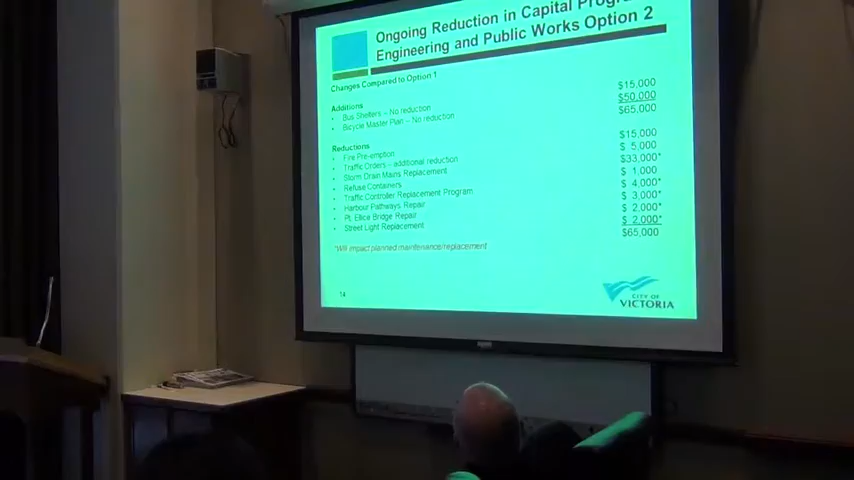 Ongoing Reduction in Capital Progra
Engineering and Public Works Option 2
Changes Compared to Option 1
Additions
• Bus Shelters – No reduction $15,000
• Bicycle Master Plan – No reduction $50,000
$65,000
Reductions
• Fire Pre-emption $15,000
• Traffic Orders – additional reduction $ 5,000
• Storm Drain Mains Replacement $33,000*
• Refuse Containers $ 1,000
• Traffic Controller Replacement Program $ 4,000*
• Harbour Pathways Repair $ 3,000*
• Pt. Ellice Bridge Repair $ 2,000*
• Street Light Replacement $ 2,000*
$65,000
*Will impact planned maintenance/replacement
14
CITY OF
VICTORIA